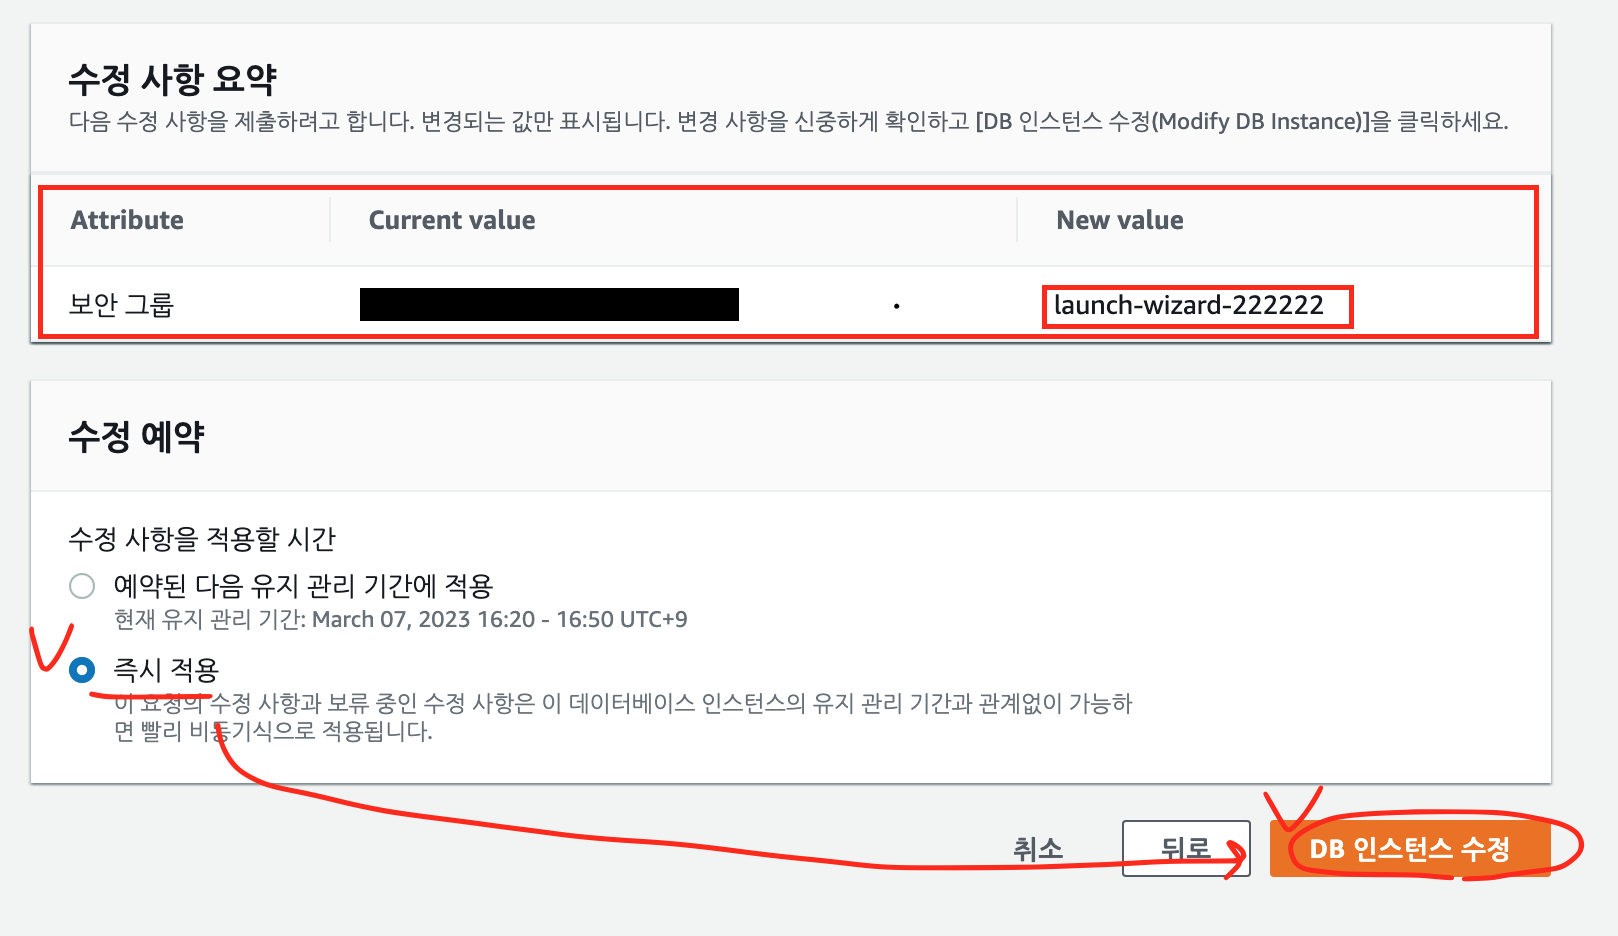 수정 사항 요약
다음 수정 사항을 제출하려고 합니다. 변경되는 값만 표시됩니다. 변경 사항을 신중하게 확인하고 [DB 인스턴스 수정(Modify DB Instance)]을 클릭하세요.
Attribute Current value New value
보안 그룹 launch-wizard-222222
수정 예약
수정 사항을 적용할 시간
예약된 다음 유지 관리 기간에 적용
현재 유지 관리 기간: March 07, 2023 16:20 - 16:50 UTC+9
즉시 적용
이 요청의 수정 사항과 보류 중인 수정 사항은 이 데이터베이스 인스턴스의 유지 관리 기간과 관계없이 가능하
면 빨리 비동기식으로 적용됩니다.
취소 뒤로 DB 인스턴스 수정